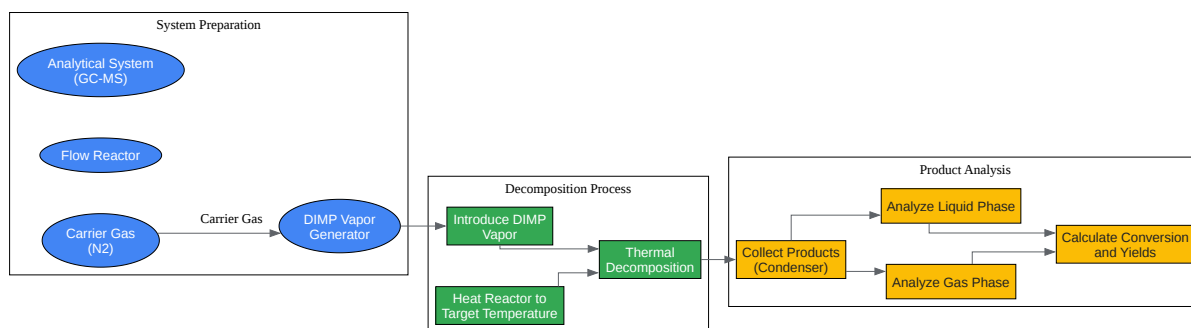 System Preparation
Analytical System
(GC-MS)
Flow Reactor
Carrier Gas
(N2)
Carrier Gas
DIMP Vapor
Generator
Decomposition Process
Introduce DIMP
Vapor
Heat Reactor to
Target Temperature
Thermal
Decomposition
Product Analysis
Collect Products
(Condenser)
Analyze Liquid Phase
Analyze Gas Phase
Calculate Conversion
and Yields